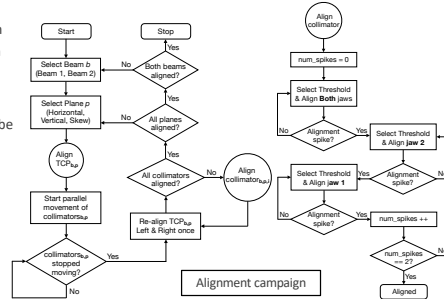 be
Start
Select Beam b
(Beam 1, Beam 2)
Select Plane p
(Horizontal,
Vertical, Skew)
Align
TCPb,p
Start parallel
movement of
collimatorsb,p
collimatorsb,p
stopped
moving?
No
Yes
Stop
Yes
Both beams
aligned?
No
Yes
All planes
aligned?
No
Yes
All collimators
aligned?
No
Re-align TCPb,p
Left & Right once
Align
collimatorb,p,i
Alignment campaign
Align
collimator
num_spikes = 0
Select Threshold
& Align Both jaws
No
Alignment
spike?
Yes
Select Threshold
& Align jaw 2
Select Threshold
& Align jaw 1
Yes
Alignment
spike?
No
No
Alignment
spike?
Yes
num_spikes ++
num_spikes
== 2?
No
Yes
Aligned